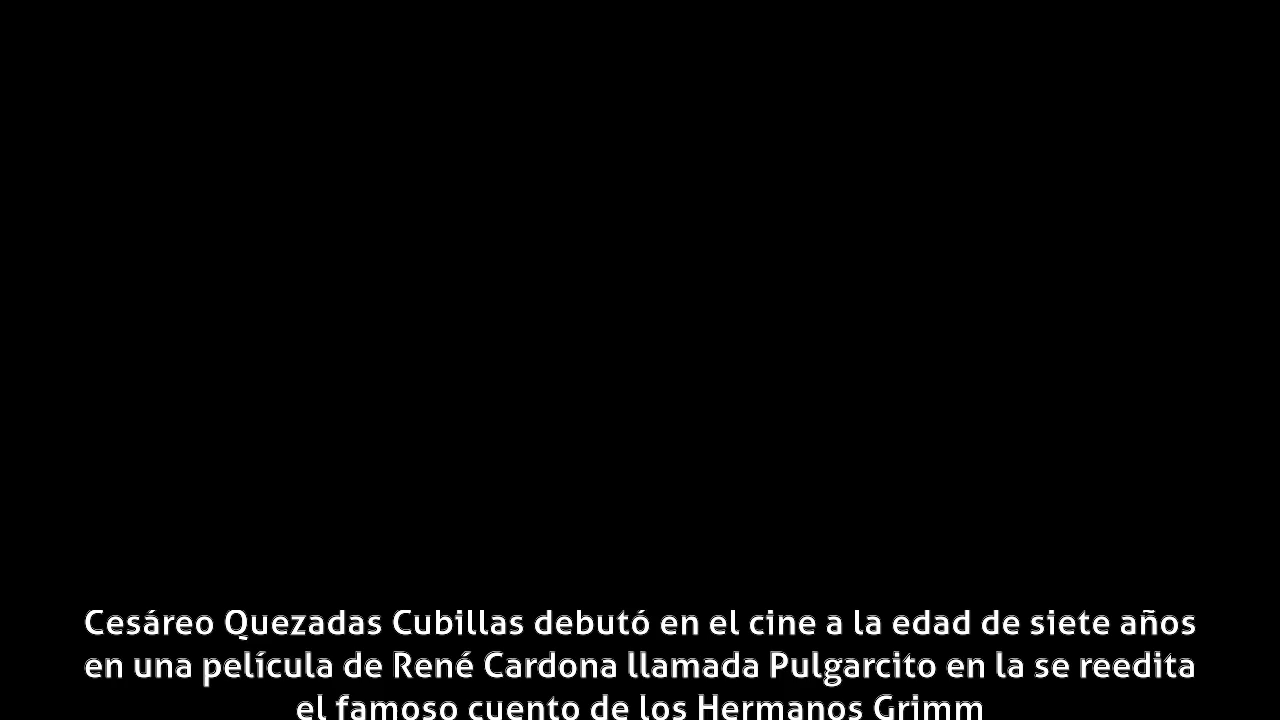 Cesáreo Quezadas Cubillas debutó en el cine a la edad de siete años
en una película de René Cardona llamada Pulgarcito en la se reedita
el famoso cuento de los Hermanos Grimm